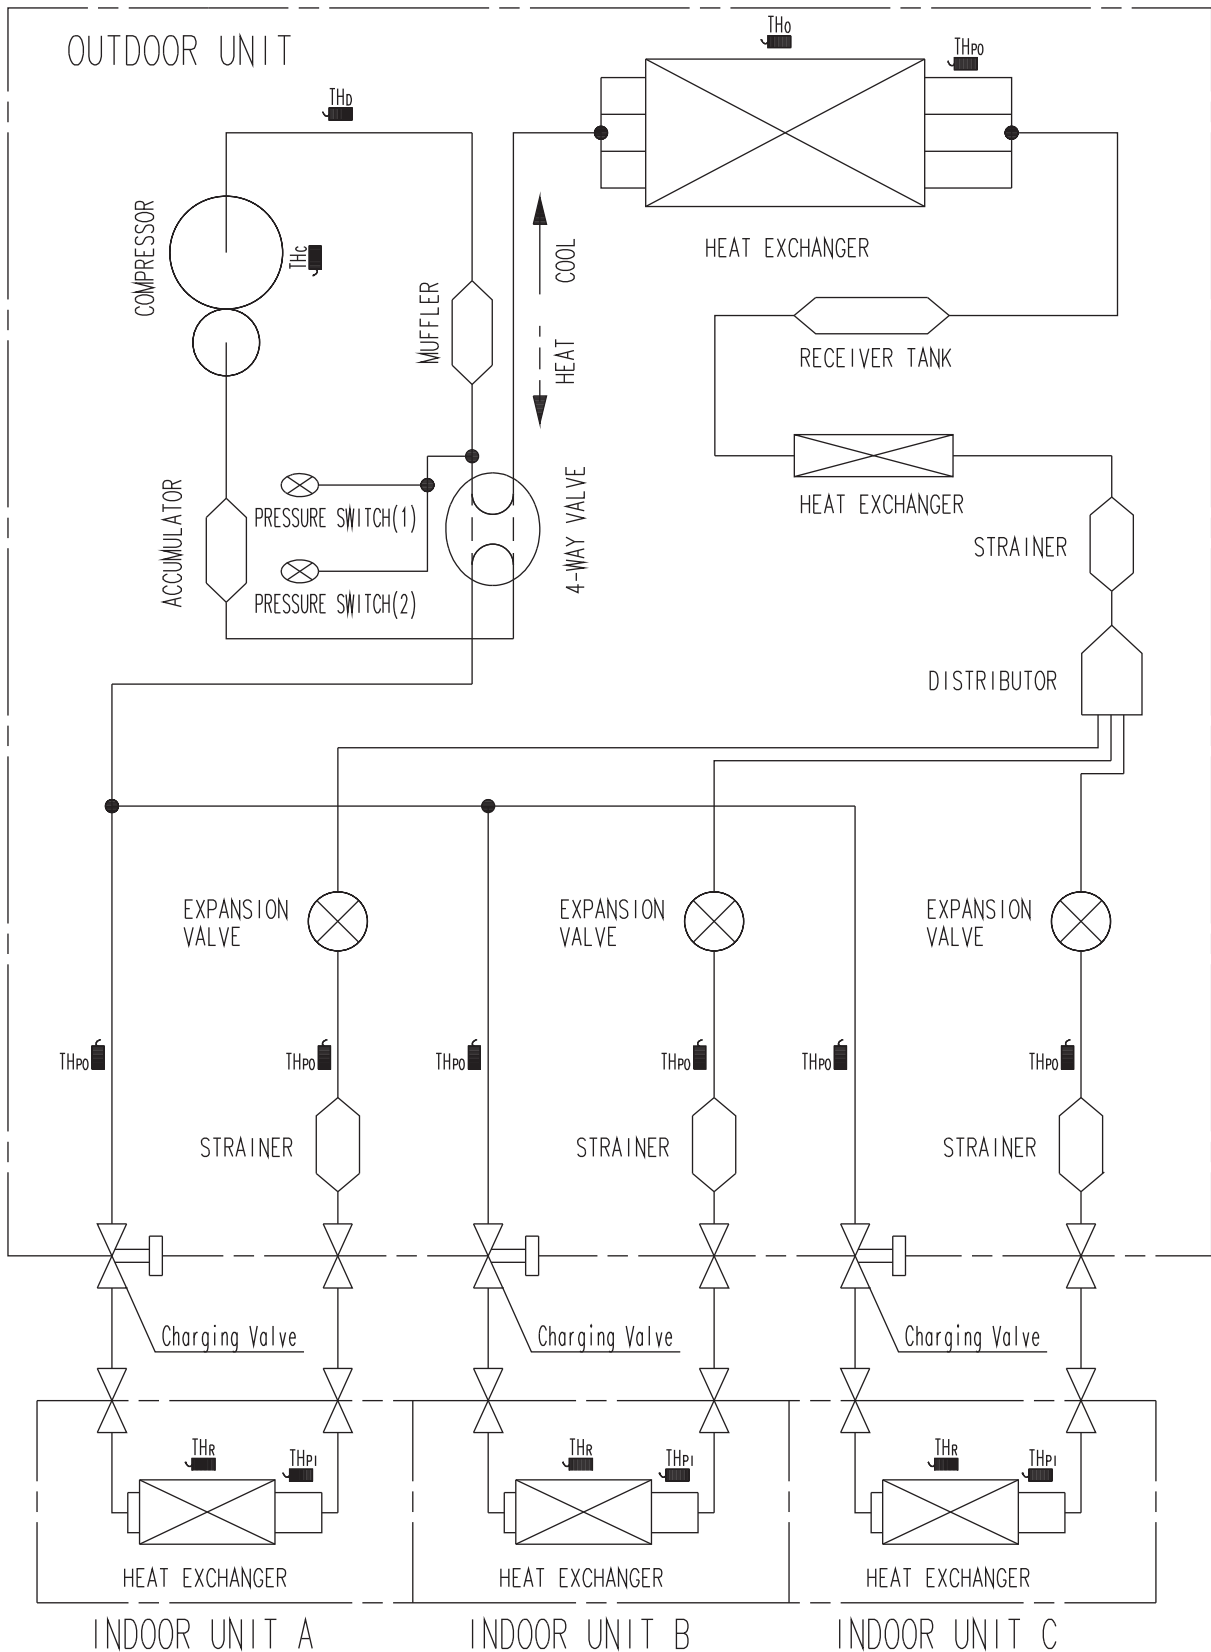 OUTDOOR UNIT
THO
THPO
THD
COMPRESSOR
THC
MUFFLER
COOL
HEAT
HEAT EXCHANGER
RECEIVER TANK
HEAT EXCHANGER
ACCUMULATOR
PRESSURE SWITCH(1)
PRESSURE SWITCH(2)
4-WAY VALVE
STRAINER
DISTRIBUTOR
EXPANSION
VALVE
EXPANSION
VALVE
EXPANSION
VALVE
THPO
THPO
THPO
THPO
THPO
THPO
STRAINER
STRAINER
STRAINER
Charging Valve
Charging Valve
Charging Valve
THR
THPI
THR
THPI
THR
THPI
HEAT EXCHANGER
HEAT EXCHANGER
HEAT EXCHANGER
INDOOR UNIT A
INDOOR UNIT B
INDOOR UNIT C